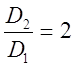 D₂/D₁ = 2